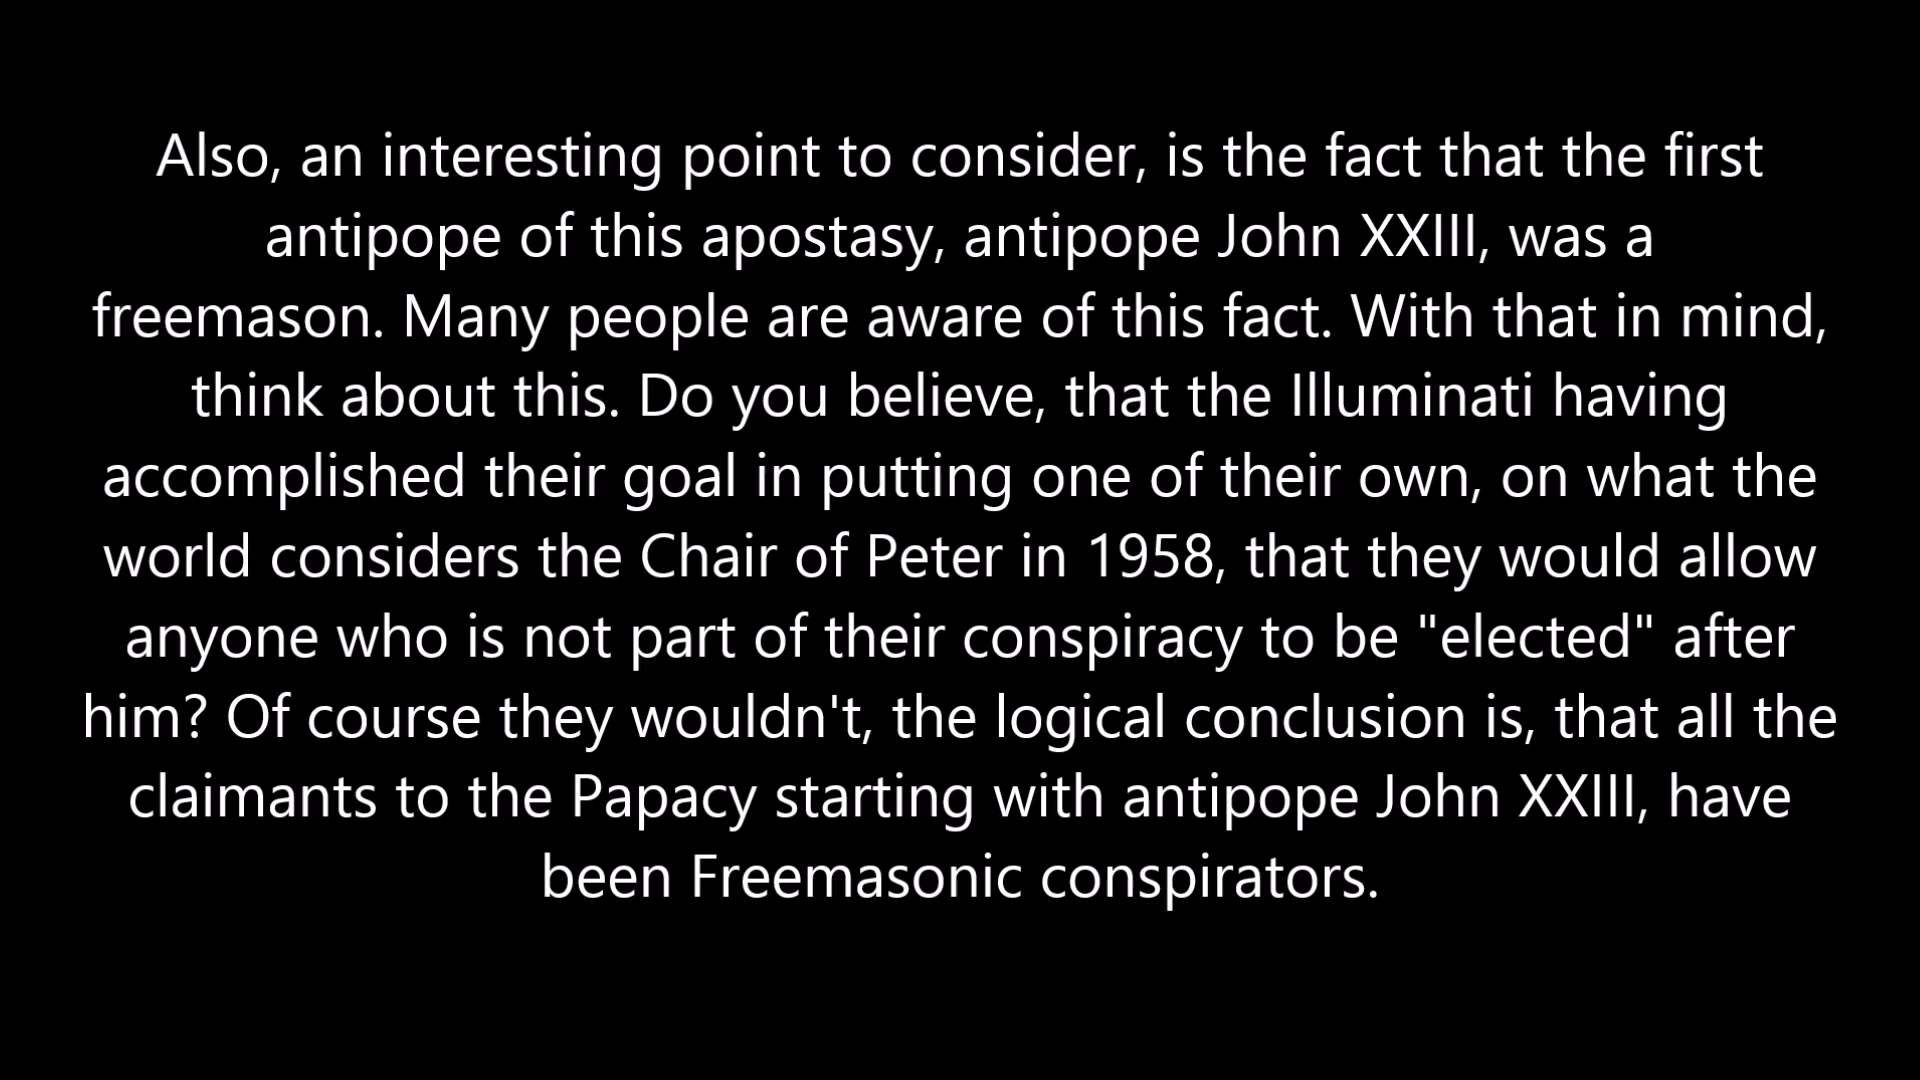 Also, an interesting point to consider, is the fact that the first
antipope of this apostasy, antipope John XXIII, was a
freemason. Many people are aware of this fact. With that in mind,
think about this. Do you believe, that the Illuminati having
accomplished their goal in putting one of their own, on what the
world considers the Chair of Peter in 1958, that they would allow
anyone who is not part of their conspiracy to be "elected" after
him? Of course they wouldn't, the logical conclusion is, that all the
claimants to the Papacy starting with antipope John XXIII, have
been Freemasonic conspirators.